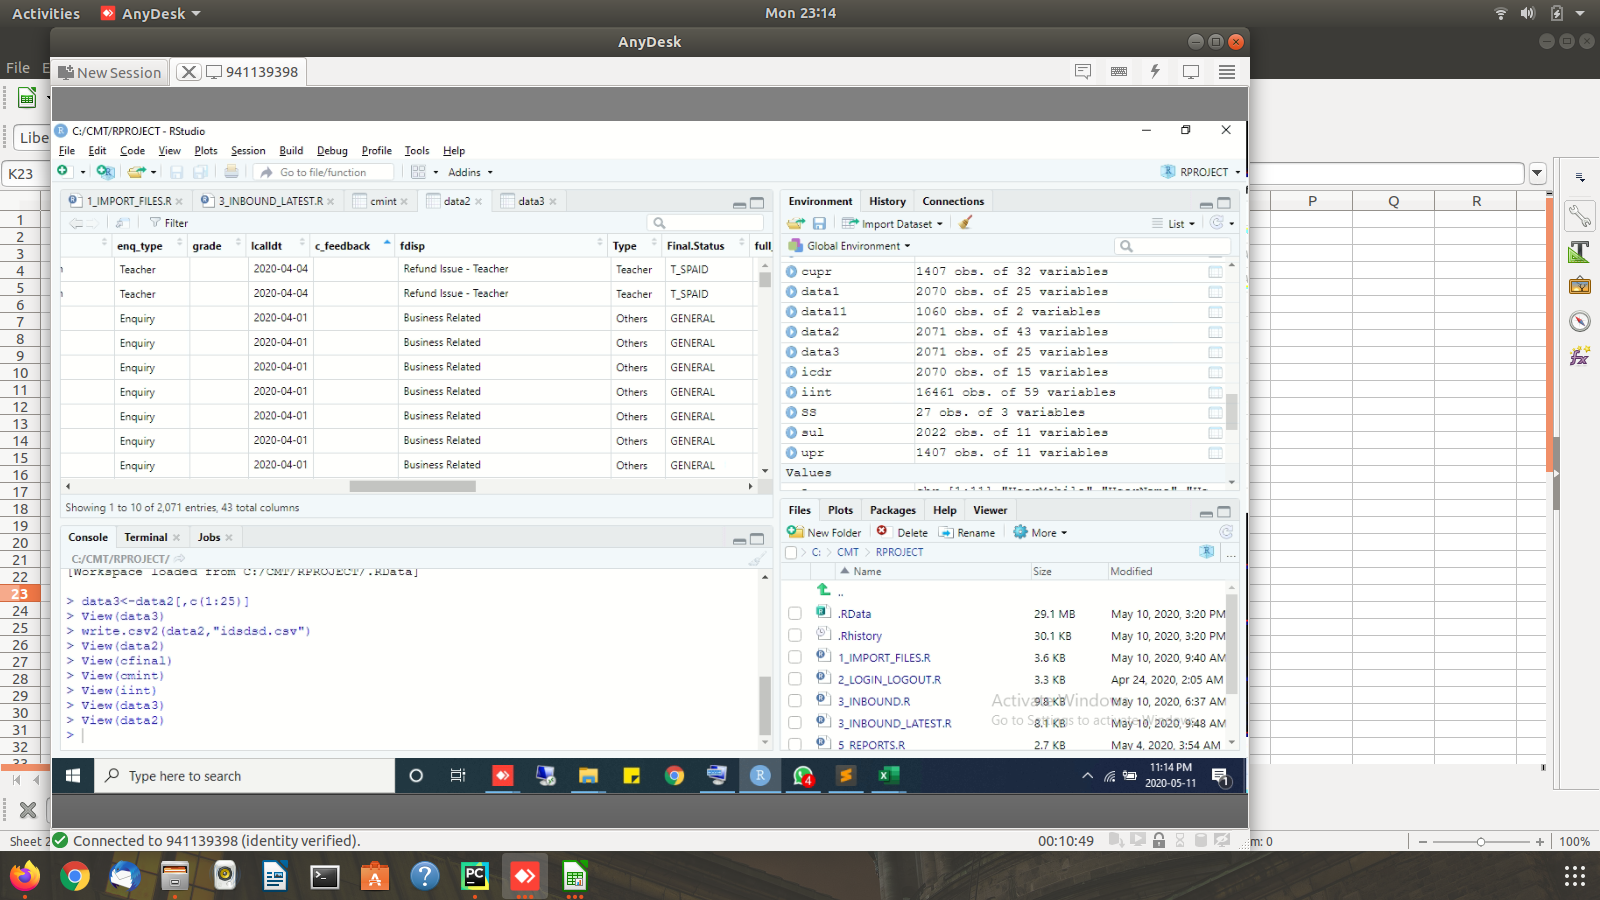 Activities AnyDesk Mon 23:14
AnyDesk
File E
New Session 941139398
Libe
K23
C:/CMT/RPROJECT - RStudio
File Edit Code View Plots Session Build Debug Profile Tools Help
Go to file/function Addins RPROJECT
1_IMPORT_FILES.R 3_INBOUND_LATEST.R cmint data2 data3
Filter
enq_type grade lcalldt c_feedback fdisp Type Final.Status full_
Teacher 2020-04-04 Refund Issue - Teacher Teacher T_SPAID
Teacher 2020-04-04 Refund Issue - Teacher Teacher T_SPAID
Enquiry 2020-04-01 Business Related Others GENERAL
Enquiry 2020-04-01 Business Related Others GENERAL
Enquiry 2020-04-01 Business Related Others GENERAL
Enquiry 2020-04-01 Business Related Others GENERAL
Enquiry 2020-04-01 Business Related Others GENERAL
Enquiry 2020-04-01 Business Related Others GENERAL
Enquiry 2020-04-01 Business Related Others GENERAL
Showing 1 to 10 of 2,071 entries, 43 total columns
Console Terminal Jobs
C:/CMT/RPROJECT/
[Workspace loaded from C:/CMT/RPROJECT/.RData]
> data3<-data2[,c(1:25)]
> View(data3)
> write.csv2(data2,"idsdsd.csv")
> View(data2)
> View(cfinal)
> View(cmint)
> View(iint)
> View(data3)
> View(data2)
>
Environment History Connections
Import Dataset List
Global Environment
cupr 1407 obs. of 32 variables
data1 2070 obs. of 25 variables
data11 1060 obs. of 2 variables
data2 2071 obs. of 43 variables
data3 2071 obs. of 25 variables
icdr 2070 obs. of 15 variables
iint 16461 obs. of 59 variables
SS 27 obs. of 3 variables
sul 2022 obs. of 11 variables
upr 1407 obs. of 11 variables
Values
Files Plots Packages Help Viewer
New Folder Delete Rename More
C: CMT RPROJECT
Name Size Modified
..
.RData 29.1 MB May 10, 2020, 3:20 PM
.Rhistory 30.1 KB May 10, 2020, 3:20 PM
1_IMPORT_FILES.R 3.6 KB May 10, 2020, 9:40 AM
2_LOGIN_LOGOUT.R 3.3 KB Apr 24, 2020, 2:05 AM
3_INBOUND.R 9.8 KB May 10, 2020, 6:37 AM
3_INBOUND_LATEST.R 8.1 KB May 10, 2020, 9:48 AM
5_REPORTS.R 2.7 KB May 4, 2020, 3:54 AM
Activate Windows
Go to Settings to activate Windows.
Type here to search
4
11:14 PM
2020-05-11
1
Connected to 941139398 (identity verified). 00:10:49
P Q R
1
2
3
4
5
6
7
8
9
10
11
12
13
14
15
16
17
18
19
20
21
22
23
24
25
26
27
28
29
30
31
32
33
Sheet 2 m: 0 100%